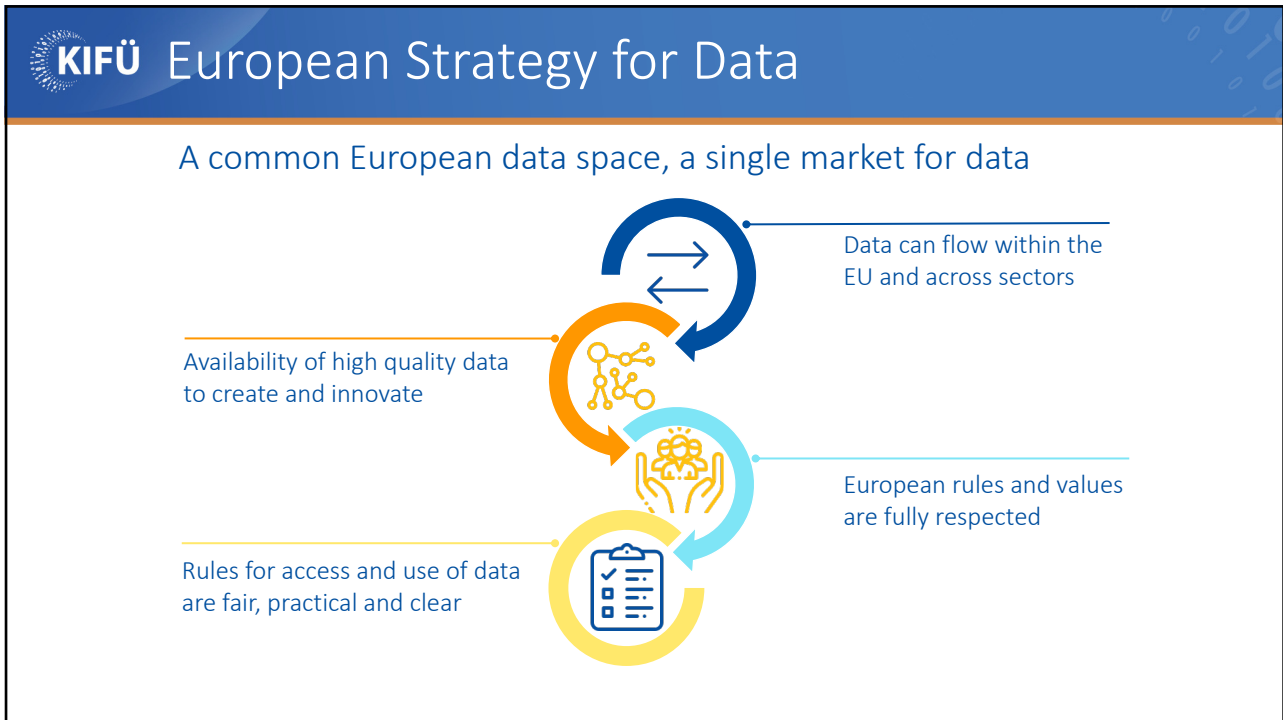 KIFÜ European Strategy for Data
A common European data space, a single market for data
Data can flow within the
EU and across sectors
Availability of high quality data
to create and innovate
European rules and values
are fully respected
Rules for access and use of data
are fair, practical and clear